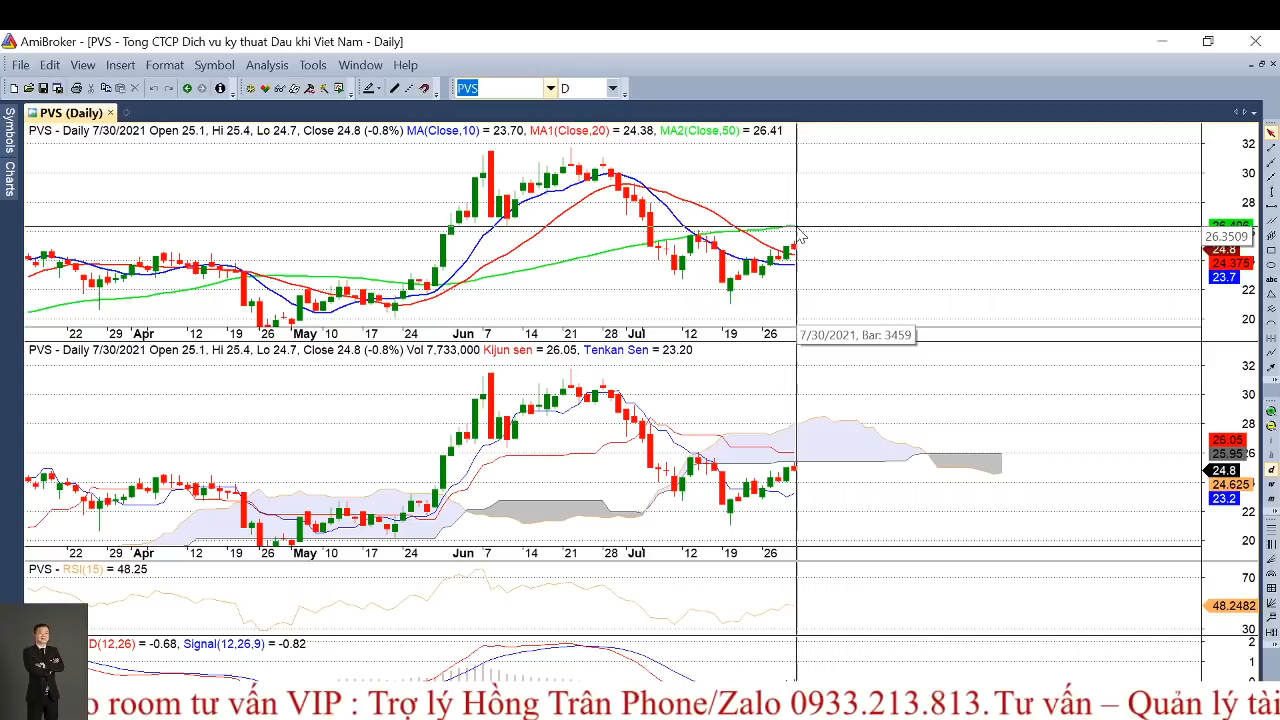 AmiBroker - [PVS - Tong CTCP Dich vu ky thuat Dau khi Viet Nam - Daily]
File Edit View Insert Format Symbol Analysis Tools Window Help
PVS D
PVS (Daily)
Symbols
Charts
PVS - Daily 7/30/2021 Open 25.1, Hi 25.4, Lo 24.7, Close 24.8 (-0.8%) MA(Close,10) = 23.70, MA1(Close,20) = 24.38, MA2(Close,50) = 26.41
32
30
28
26.3509
24.8
24.375
23.7
22
20
22 29 Apr 12 19 26 May 10 17 24 Jun 7 14 21 28 Jul 12 19 26
7/30/2021, Bar: 3459
PVS - Daily 7/30/2021 Open 25.1, Hi 25.4, Lo 24.7, Close 24.8 (-0.8%) Vol 7,733,000 Kijun sen = 26.05, Tenkan Sen = 23.20
32
30
28
26.05
25.95
24.8
24.625
23.2
22
20
22 29 Apr 12 19 26 May 10 17 24 Jun 7 14 21 28 Jul 12 19 26
PVS - RSI(15) = 48.25
70
48.2482
30
D(12,26) = -0.68, Signal(12,26,9) = -0.82
2
1
o room tư vấn VIP : Trợ lý Hồng Trân Phone/Zalo 0933.213.813.Tư vấn – Quản lý tài